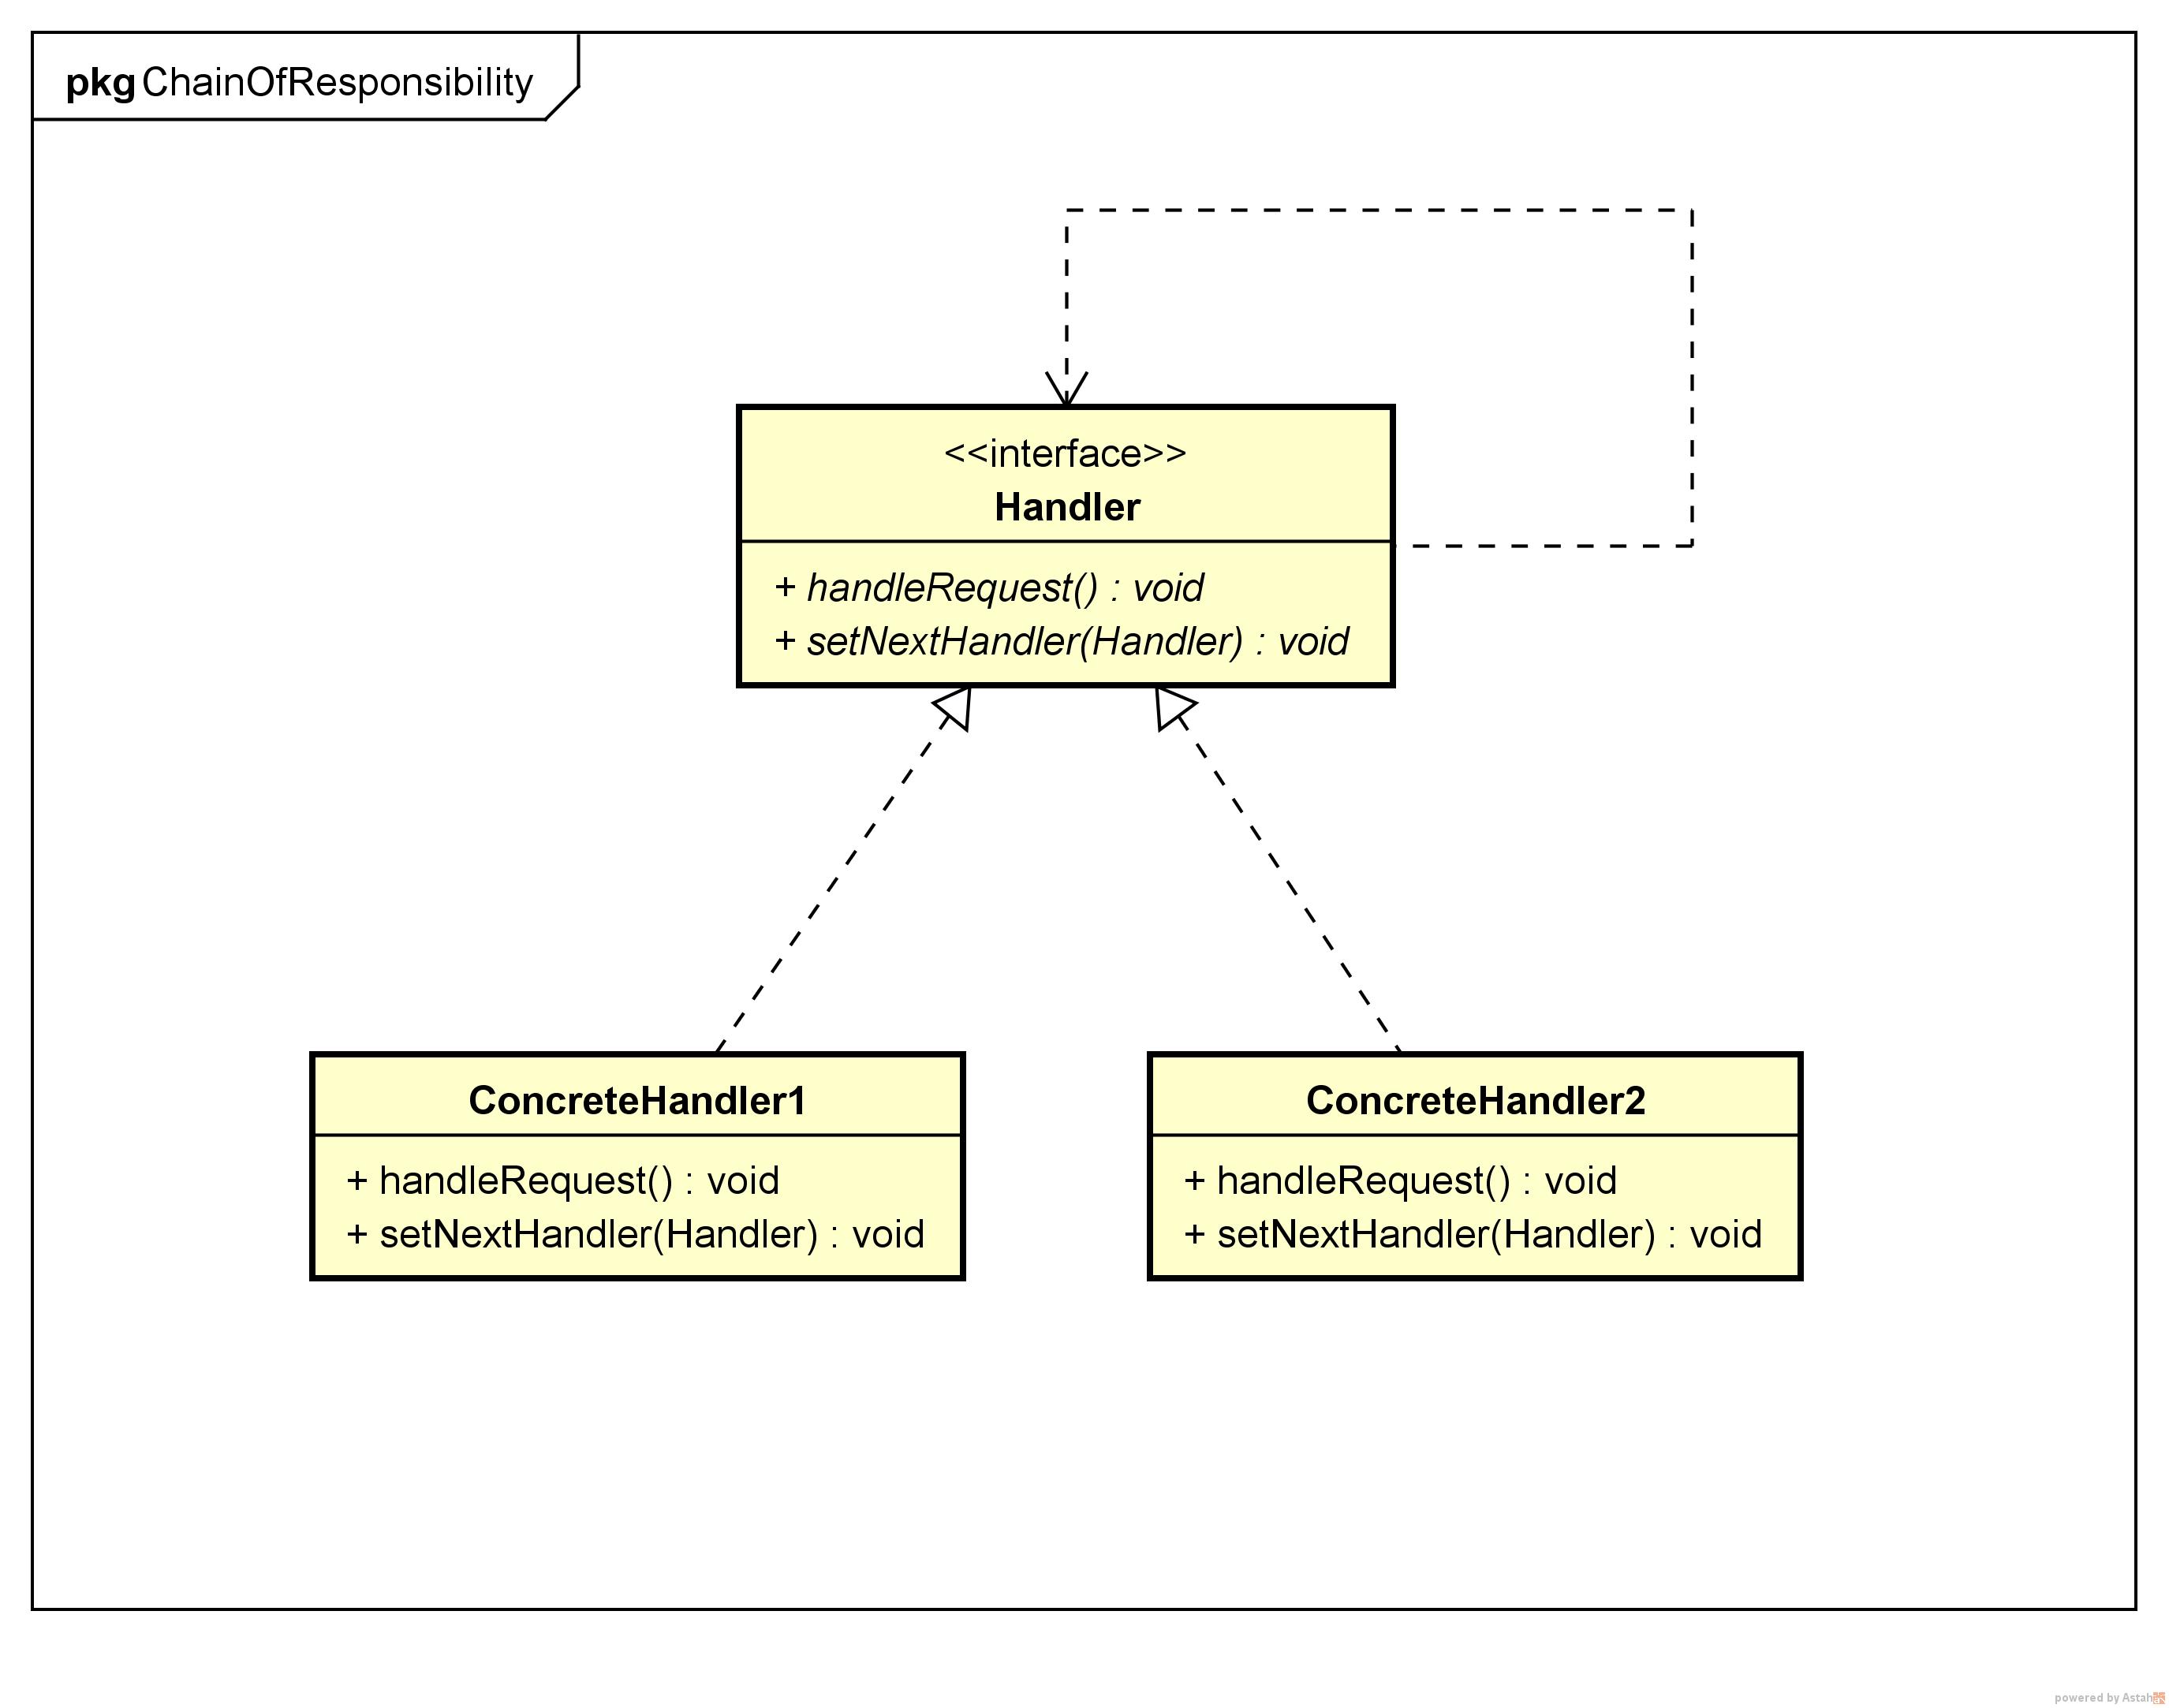 pkg ChainOfResponsibility
<<interface>>
Handler
+ handleRequest() : void
+ setNextHandler(Handler) : void
ConcreteHandler1
+ handleRequest() : void
+ setNextHandler(Handler) : void
ConcreteHandler2
+ handleRequest() : void
+ setNextHandler(Handler) : void
powered by Astah